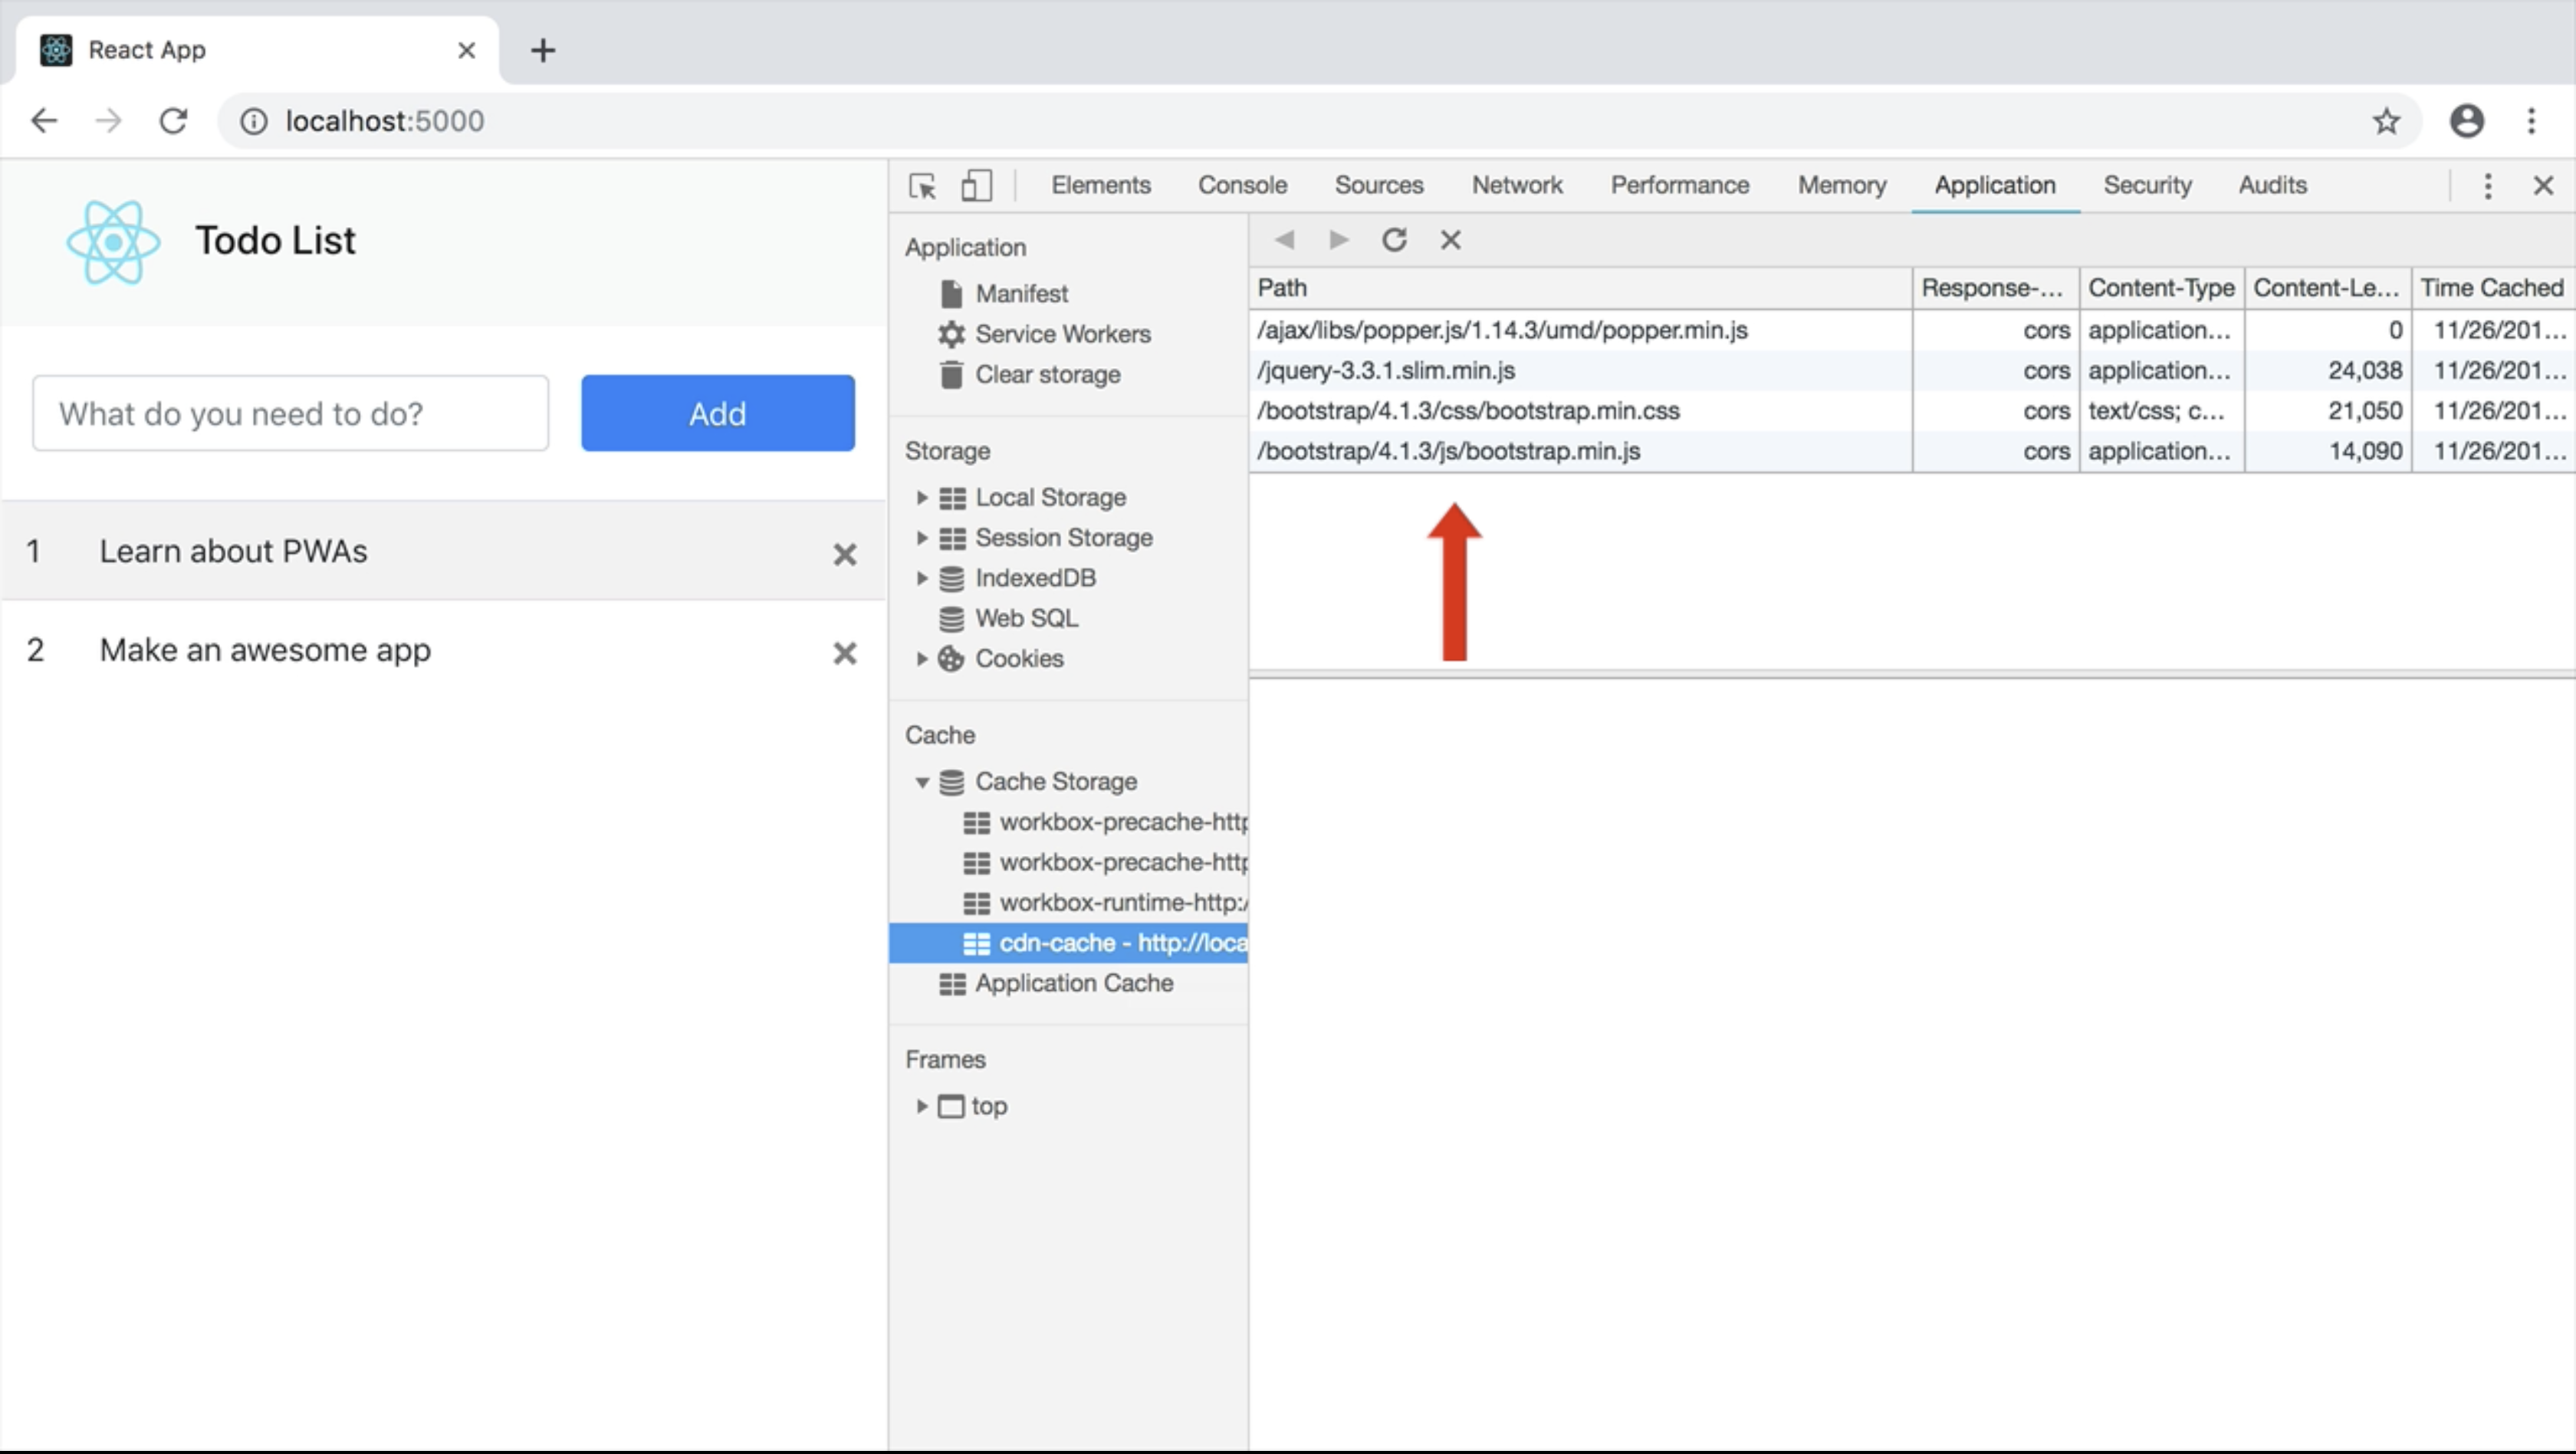 React App
localhost:5000
Todo List
What do you need to do?
Add
1 Learn about PWAs
2 Make an awesome app
Elements Console Sources Network Performance Memory Application Security Audits
Application
Manifest
Service Workers
Clear storage
Storage
Local Storage
Session Storage
IndexedDB
Web SQL
Cookies
Cache
Cache Storage
workbox-precache-http
workbox-precache-http
workbox-runtime-http:/
cdn-cache - http://loca
Application Cache
Frames
top
Path Response-... Content-Type Content-Le... Time Cached
/ajax/libs/popper.js/1.14.3/umd/popper.min.js cors application... 0 11/26/201...
/jquery-3.3.1.slim.min.js cors application... 24,038 11/26/201...
/bootstrap/4.1.3/css/bootstrap.min.css cors text/css; c... 21,050 11/26/201...
/bootstrap/4.1.3/js/bootstrap.min.js cors application... 14,090 11/26/201...